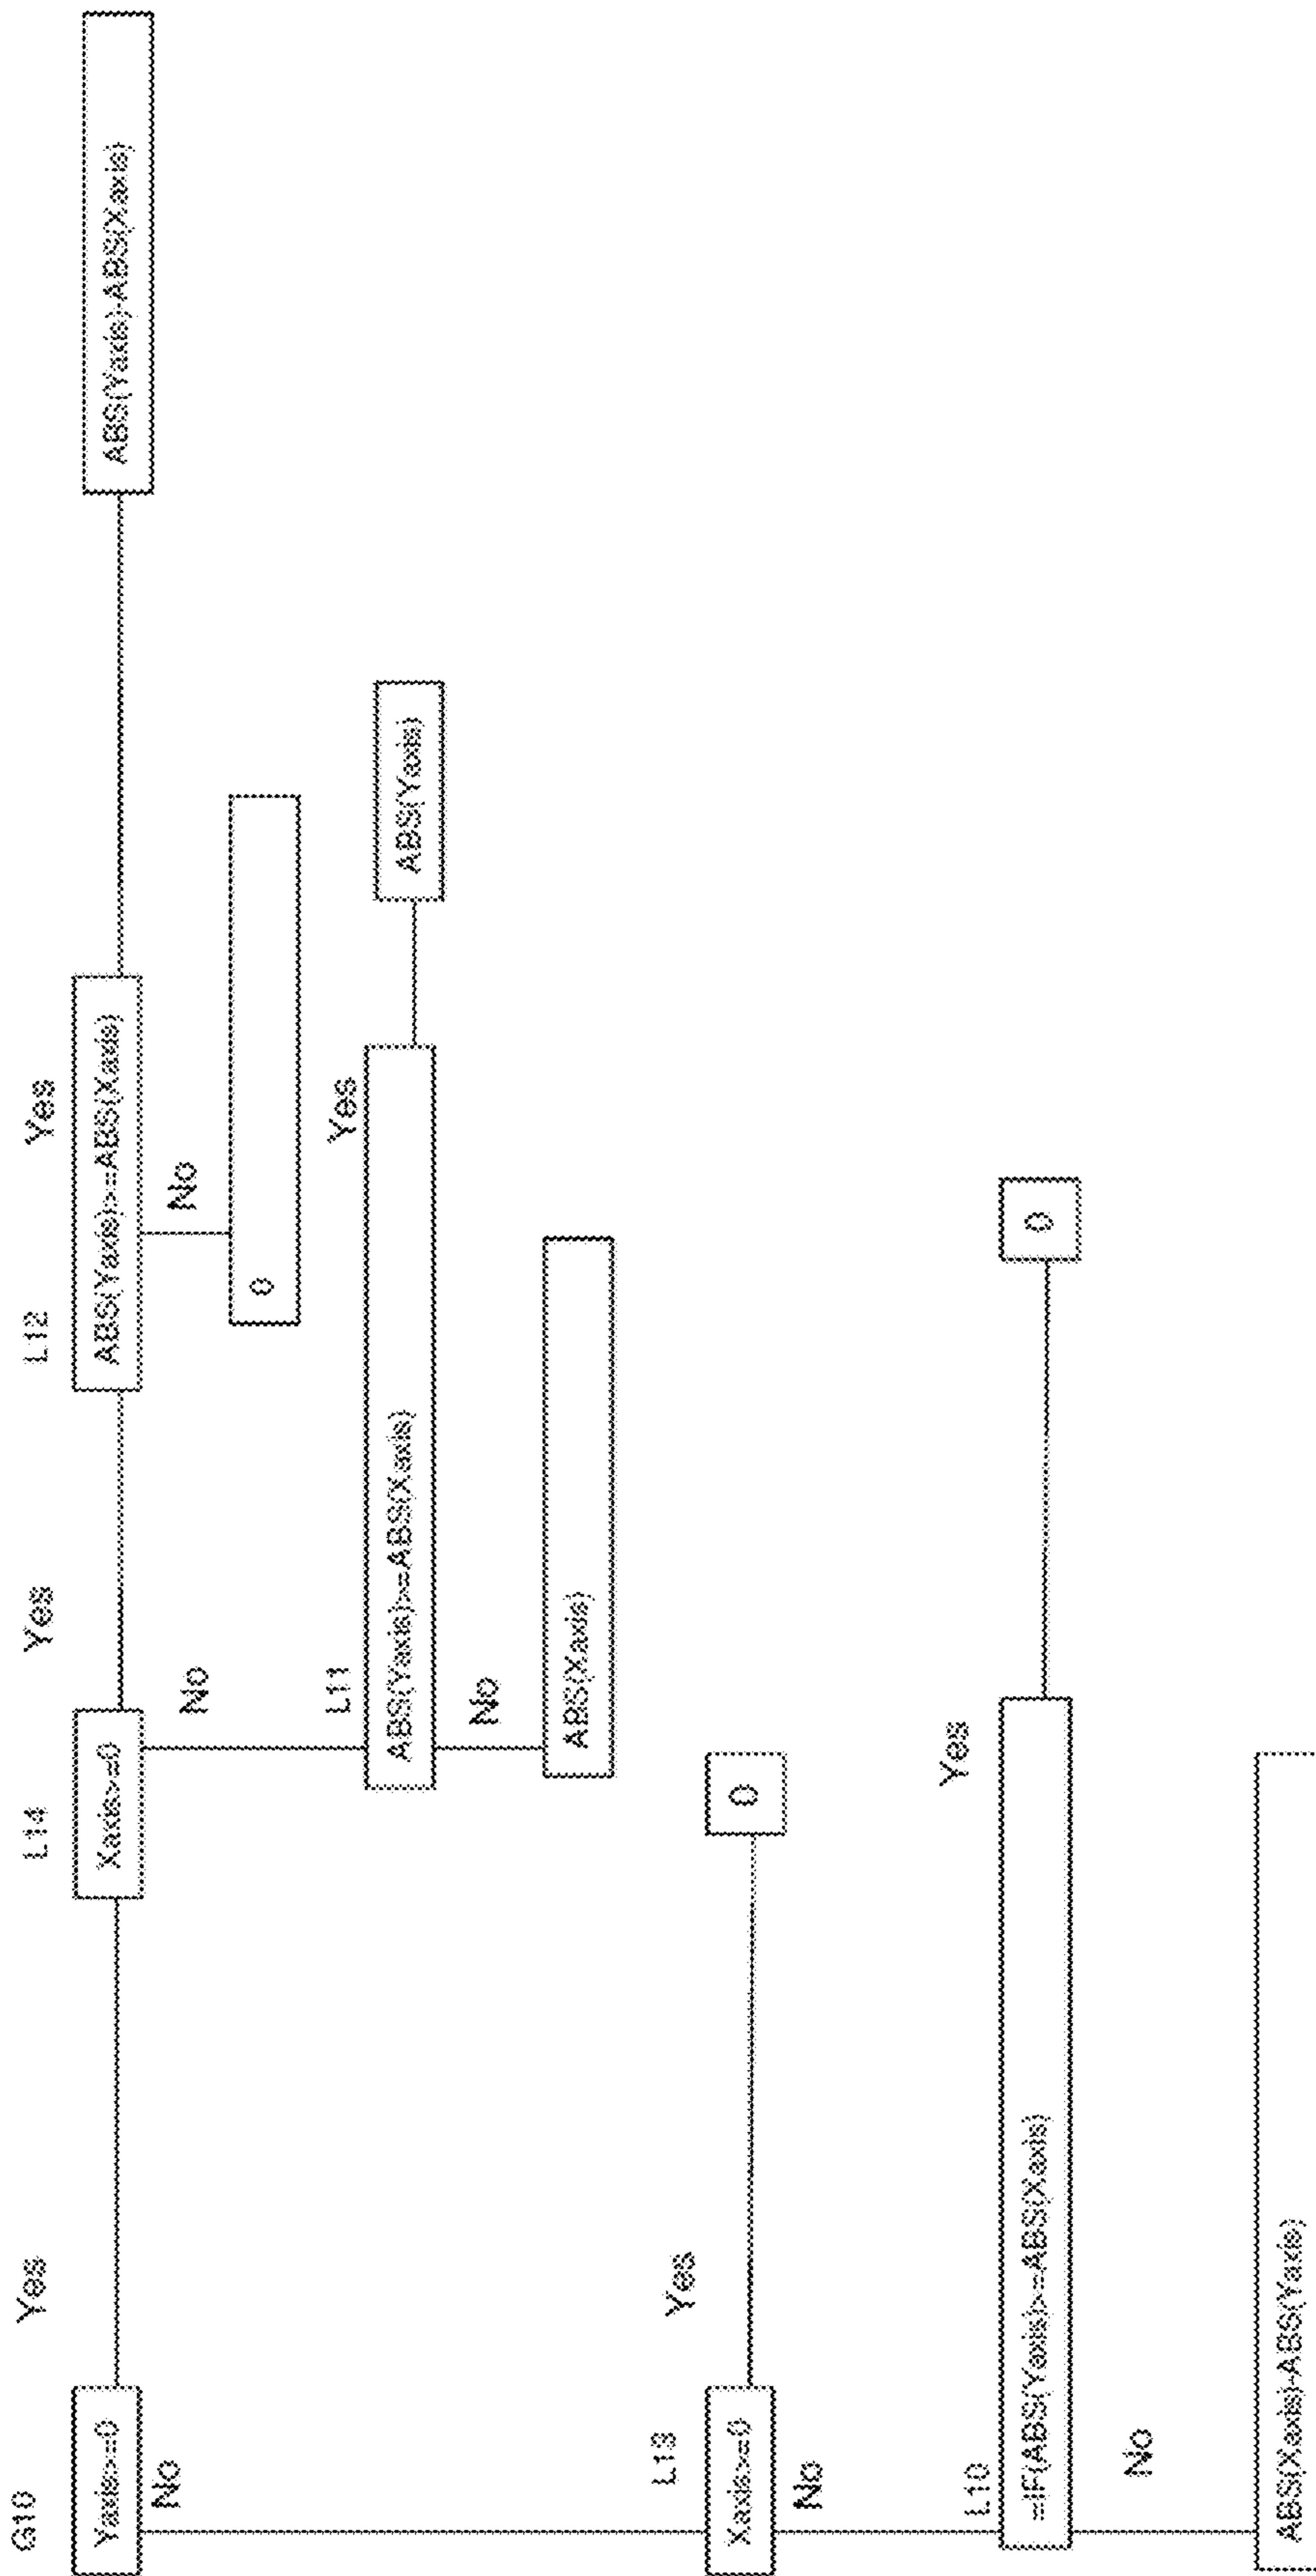 G10
Yes
Yaxis>=0
No
L14
Yes
Xaxis>=0
No
L12
Yes
ABS(Yaxis)>=ABS(Xaxis)
No
ABS(Yaxis)-ABS(Xaxis)
0
L11
Yes
ABS(Yaxis)>=ABS(Xaxis)
ABS(Yaxis)
No
ABS(Xaxis)
L13
Yes
Xaxis>=0
0
No
L10
Yes
=IF(ABS(Yaxis)>=ABS(Xaxis)
0
No
ABS(Xaxis)-ABS(Yaxis)